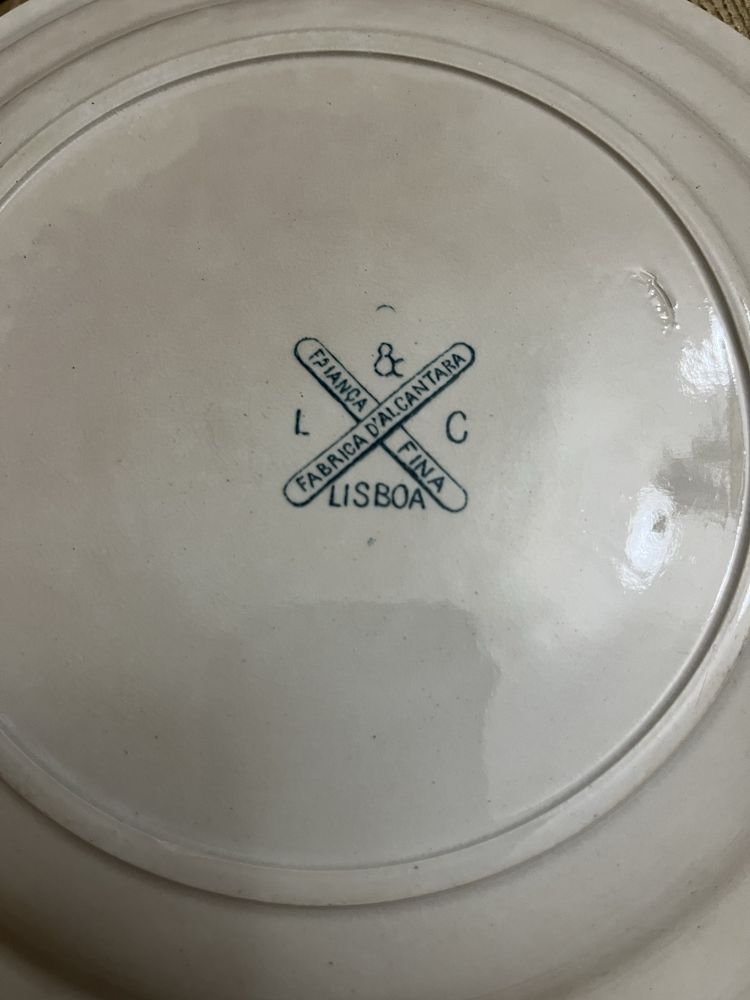 &
FAIANÇA FINA
FABRICA D'ALCANTARA
L C
LISBOA